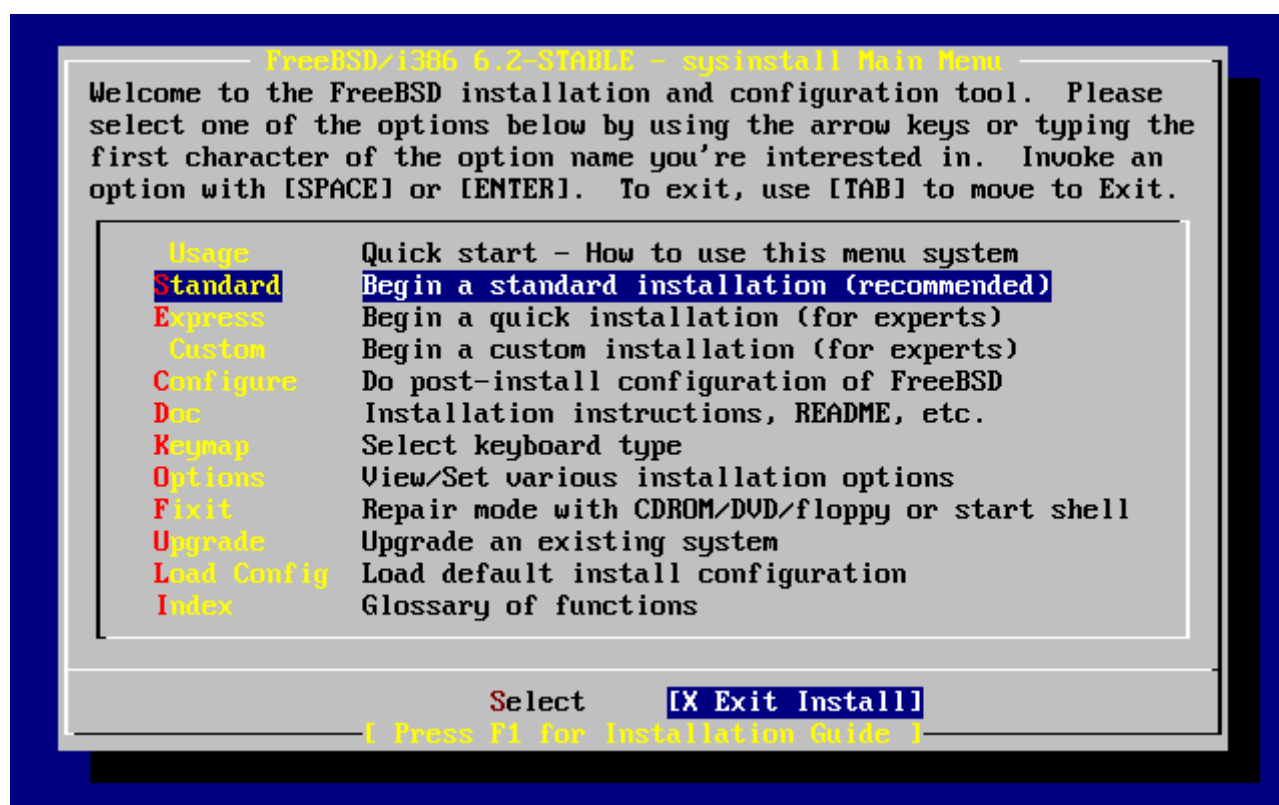 FreeBSD/i386 6.2-STABLE - sysinstall Main Menu
Welcome to the FreeBSD installation and configuration tool.  Please
select one of the options below by using the arrow keys or typing the
first character of the option name you're interested in.  Invoke an
option with [SPACE] or [ENTER].  To exit, use [TAB] to move to Exit.
Usage Quick start - How to use this menu system
Standard Begin a standard installation (recommended)
Express Begin a quick installation (for experts)
Custom Begin a custom installation (for experts)
Configure Do post-install configuration of FreeBSD
Doc Installation instructions, README, etc.
Keymap Select keyboard type
Options View/Set various installation options
Fixit Repair mode with CDROM/DVD/floppy or start shell
Upgrade Upgrade an existing system
Load Config Load default install configuration
Index Glossary of functions
Select [X Exit Install]
[ Press F1 for Installation Guide ]